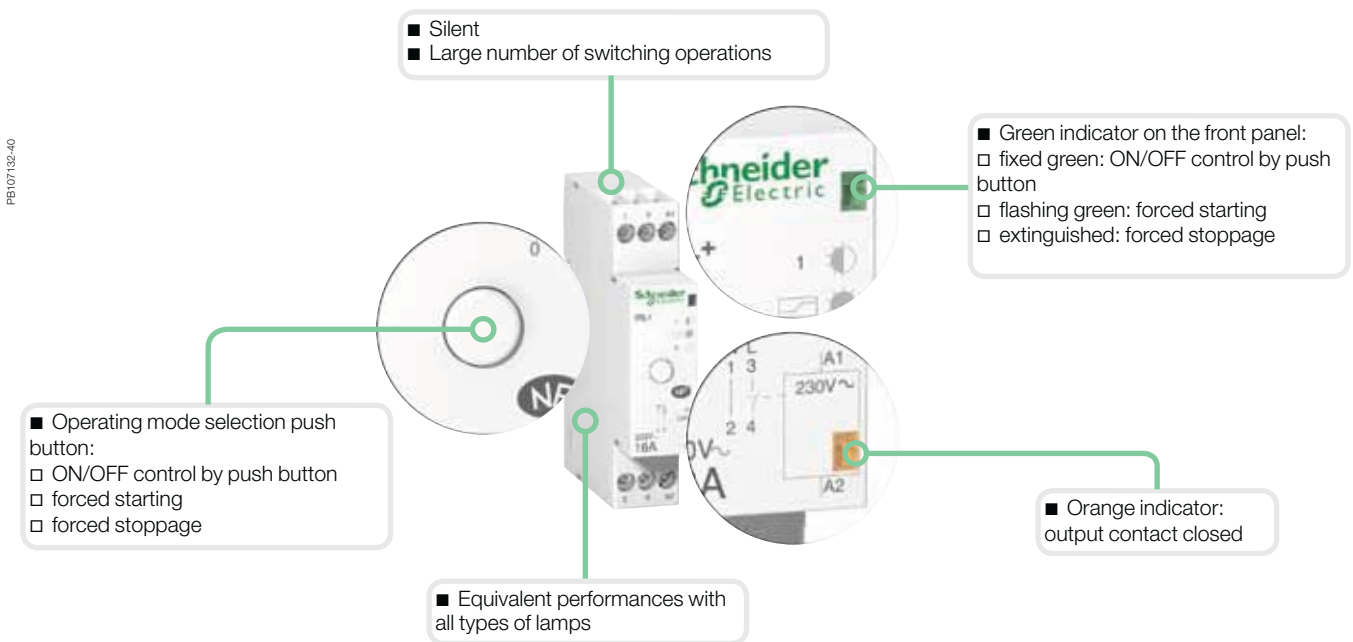 ■ Silent
■ Large number of switching operations
PB107132-40
■ Green indicator on the front panel:
□ fixed green: ON/OFF control by push
button
□ flashing green: forced starting
□ extinguished: forced stoppage
chneider
Electric
+
1
0
Schneider
16A
1 3
A1
230V~
2 4
0V~
A
A2
■ Operating mode selection push
button:
□ ON/OFF control by push button
□ forced starting
□ forced stoppage
■ Orange indicator:
output contact closed
■ Equivalent performances with
all types of lamps